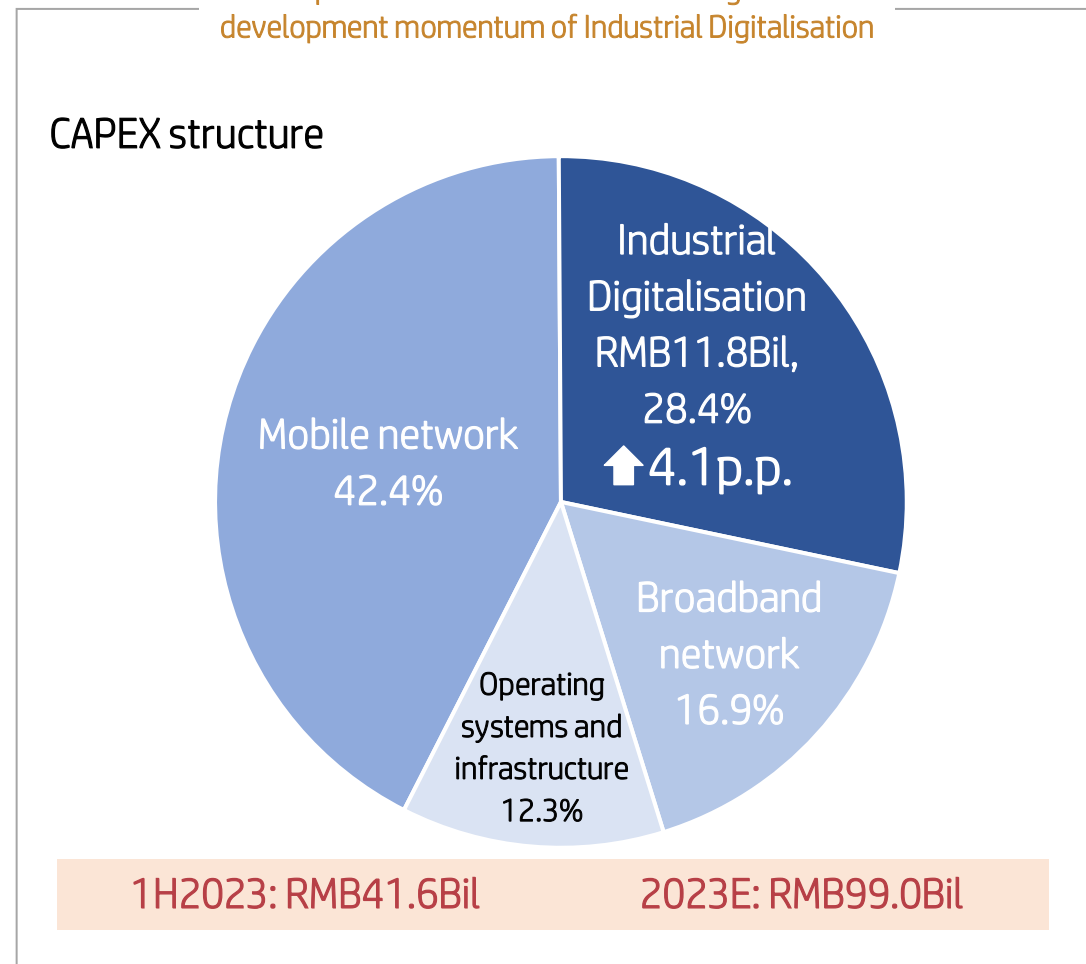 development momentum of Industrial Digitalisation
CAPEX structure
Industrial
Digitalisation
RMB11.8Bil,
28.4%
4.1p.p.
Mobile network
42.4%
Broadband
network
16.9%
Operating
systems and
infrastructure
12.3%
1H2023: RMB41.6Bil
2023E: RMB99.0Bil